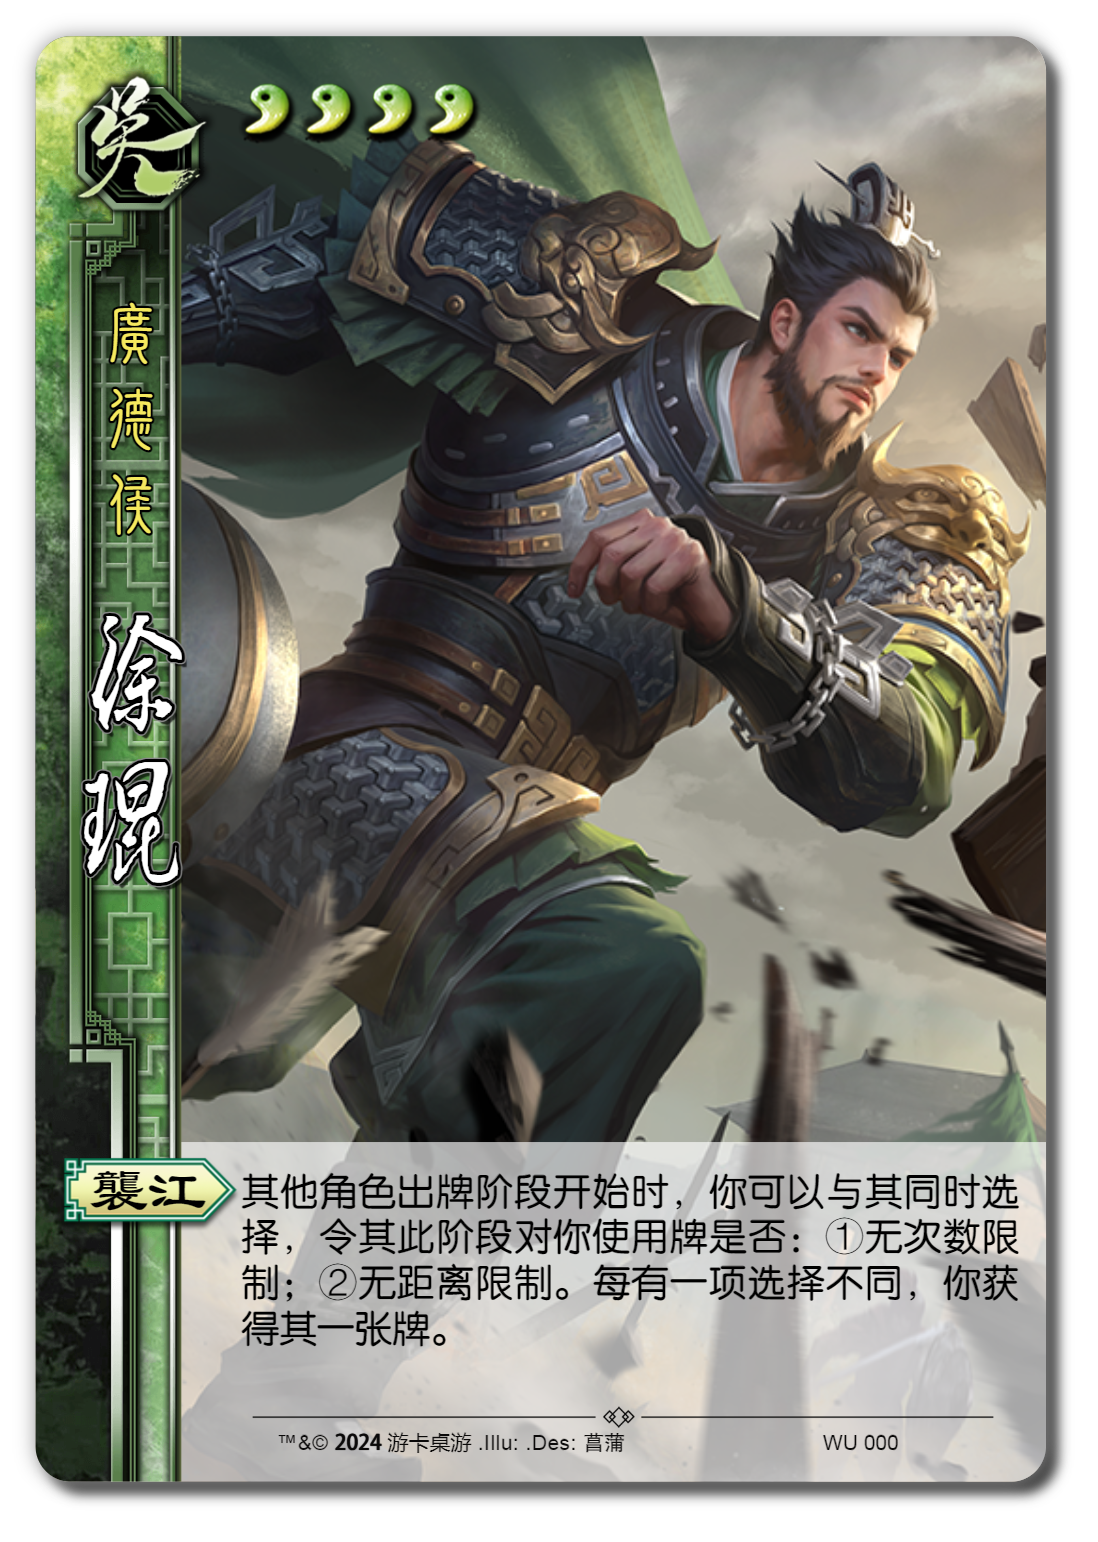 吳
廣德侯
涂琨
襲江
其他角色出牌阶段开始时，你可以与其同时选
择，令其此阶段对你使用牌是否：①无次数限
制；②无距离限制。每有一项选择不同，你获
得其一张牌。
™&© 2024 游卡桌游 .Illu: .Des: 菖蒲
WU 000